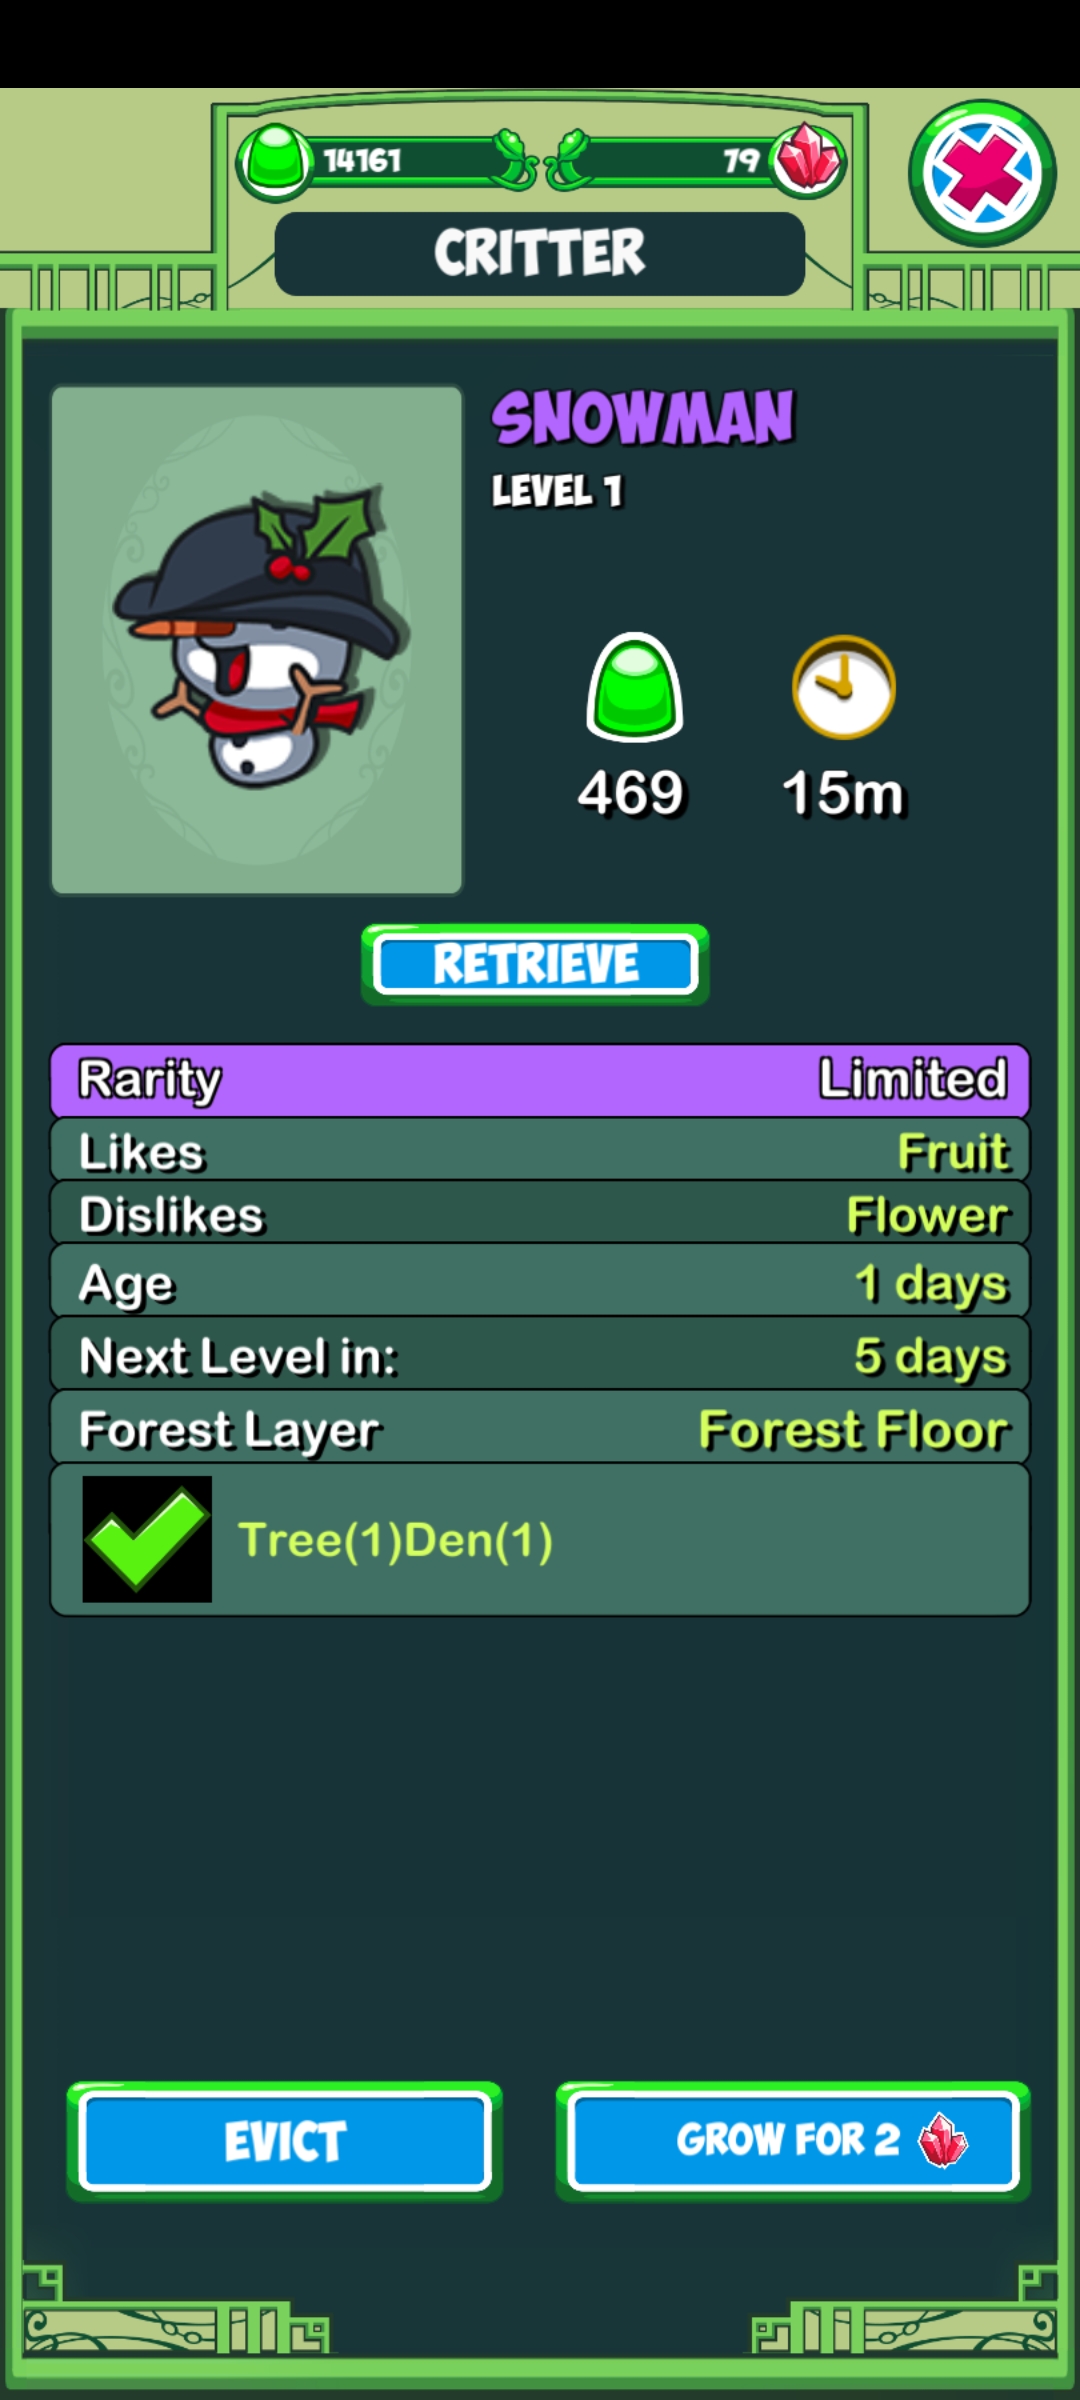 14161 79
CRITTER
SNOWMAN
LEVEL 1
469 15m
RETRIEVE
Rarity Limited
Likes Fruit
Dislikes Flower
Age 1 days
Next Level in: 5 days
Forest Layer Forest Floor
Tree(1)Den(1)
EVICT GROW FOR 2